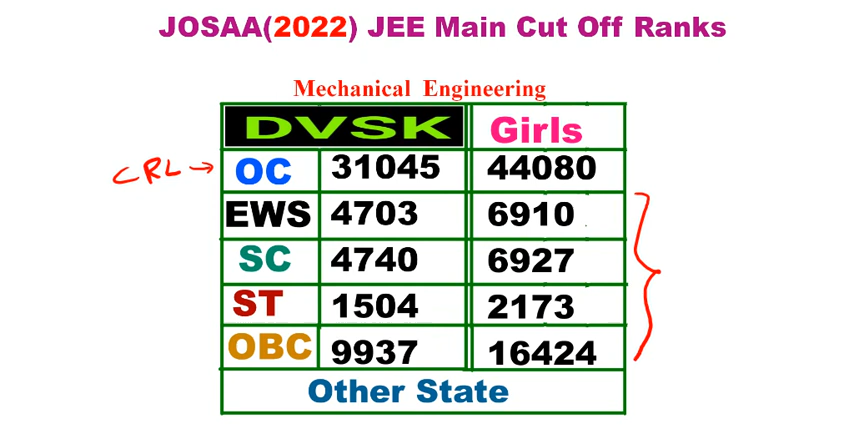 JOSAA(2022) JEE Main Cut Off Ranks
Mechanical Engineering
DVSK Girls
CRL → OC 31045 44080
EWS 4703 6910
SC 4740 6927
ST 1504 2173
OBC 9937 16424
Other State